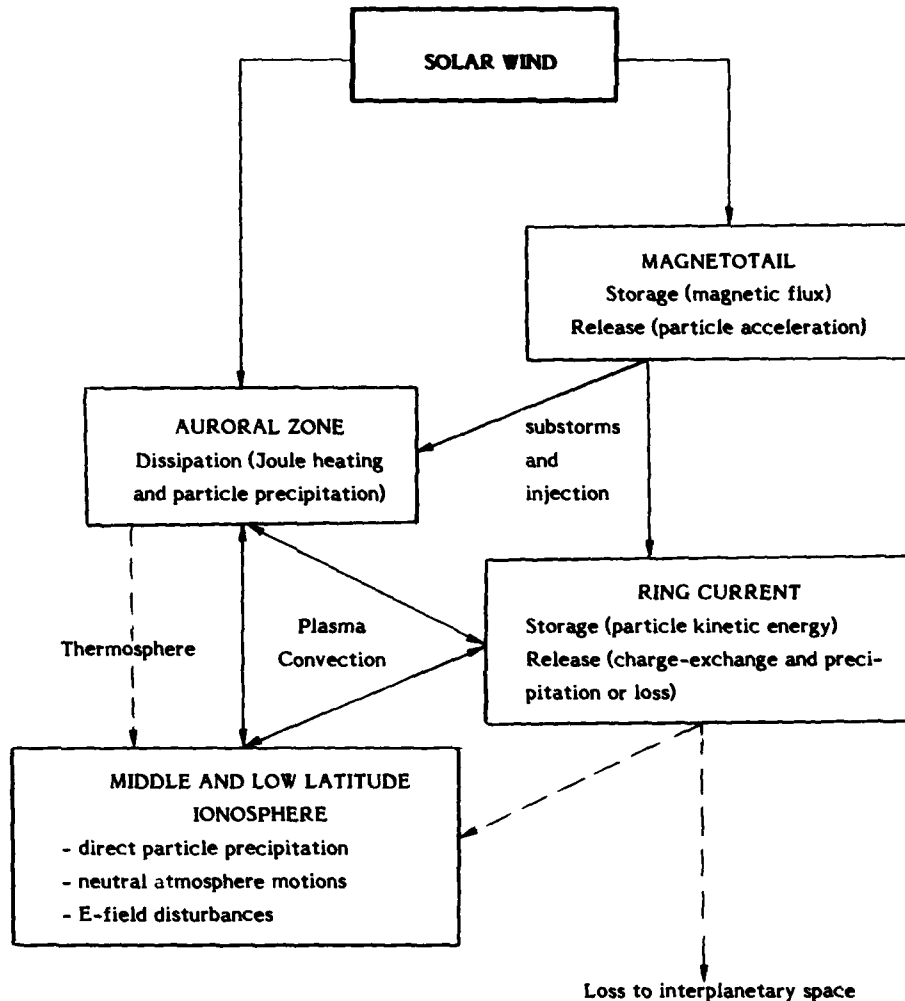 SOLAR WIND
MAGNETOTAIL
Storage (magnetic flux)
Release (particle acceleration)
AURORAL ZONE
Dissipation (Joule heating
and particle precipitation)
substorms
and
injection
RING CURRENT
Storage (particle kinetic energy)
Release (charge-exchange and preci-
pitation or loss)
Thermosphere
Plasma
Convection
MIDDLE AND LOW LATITUDE
IONOSPHERE
- direct particle precipitation
- neutral atmosphere motions
- E-field disturbances
Loss to interplanetary space